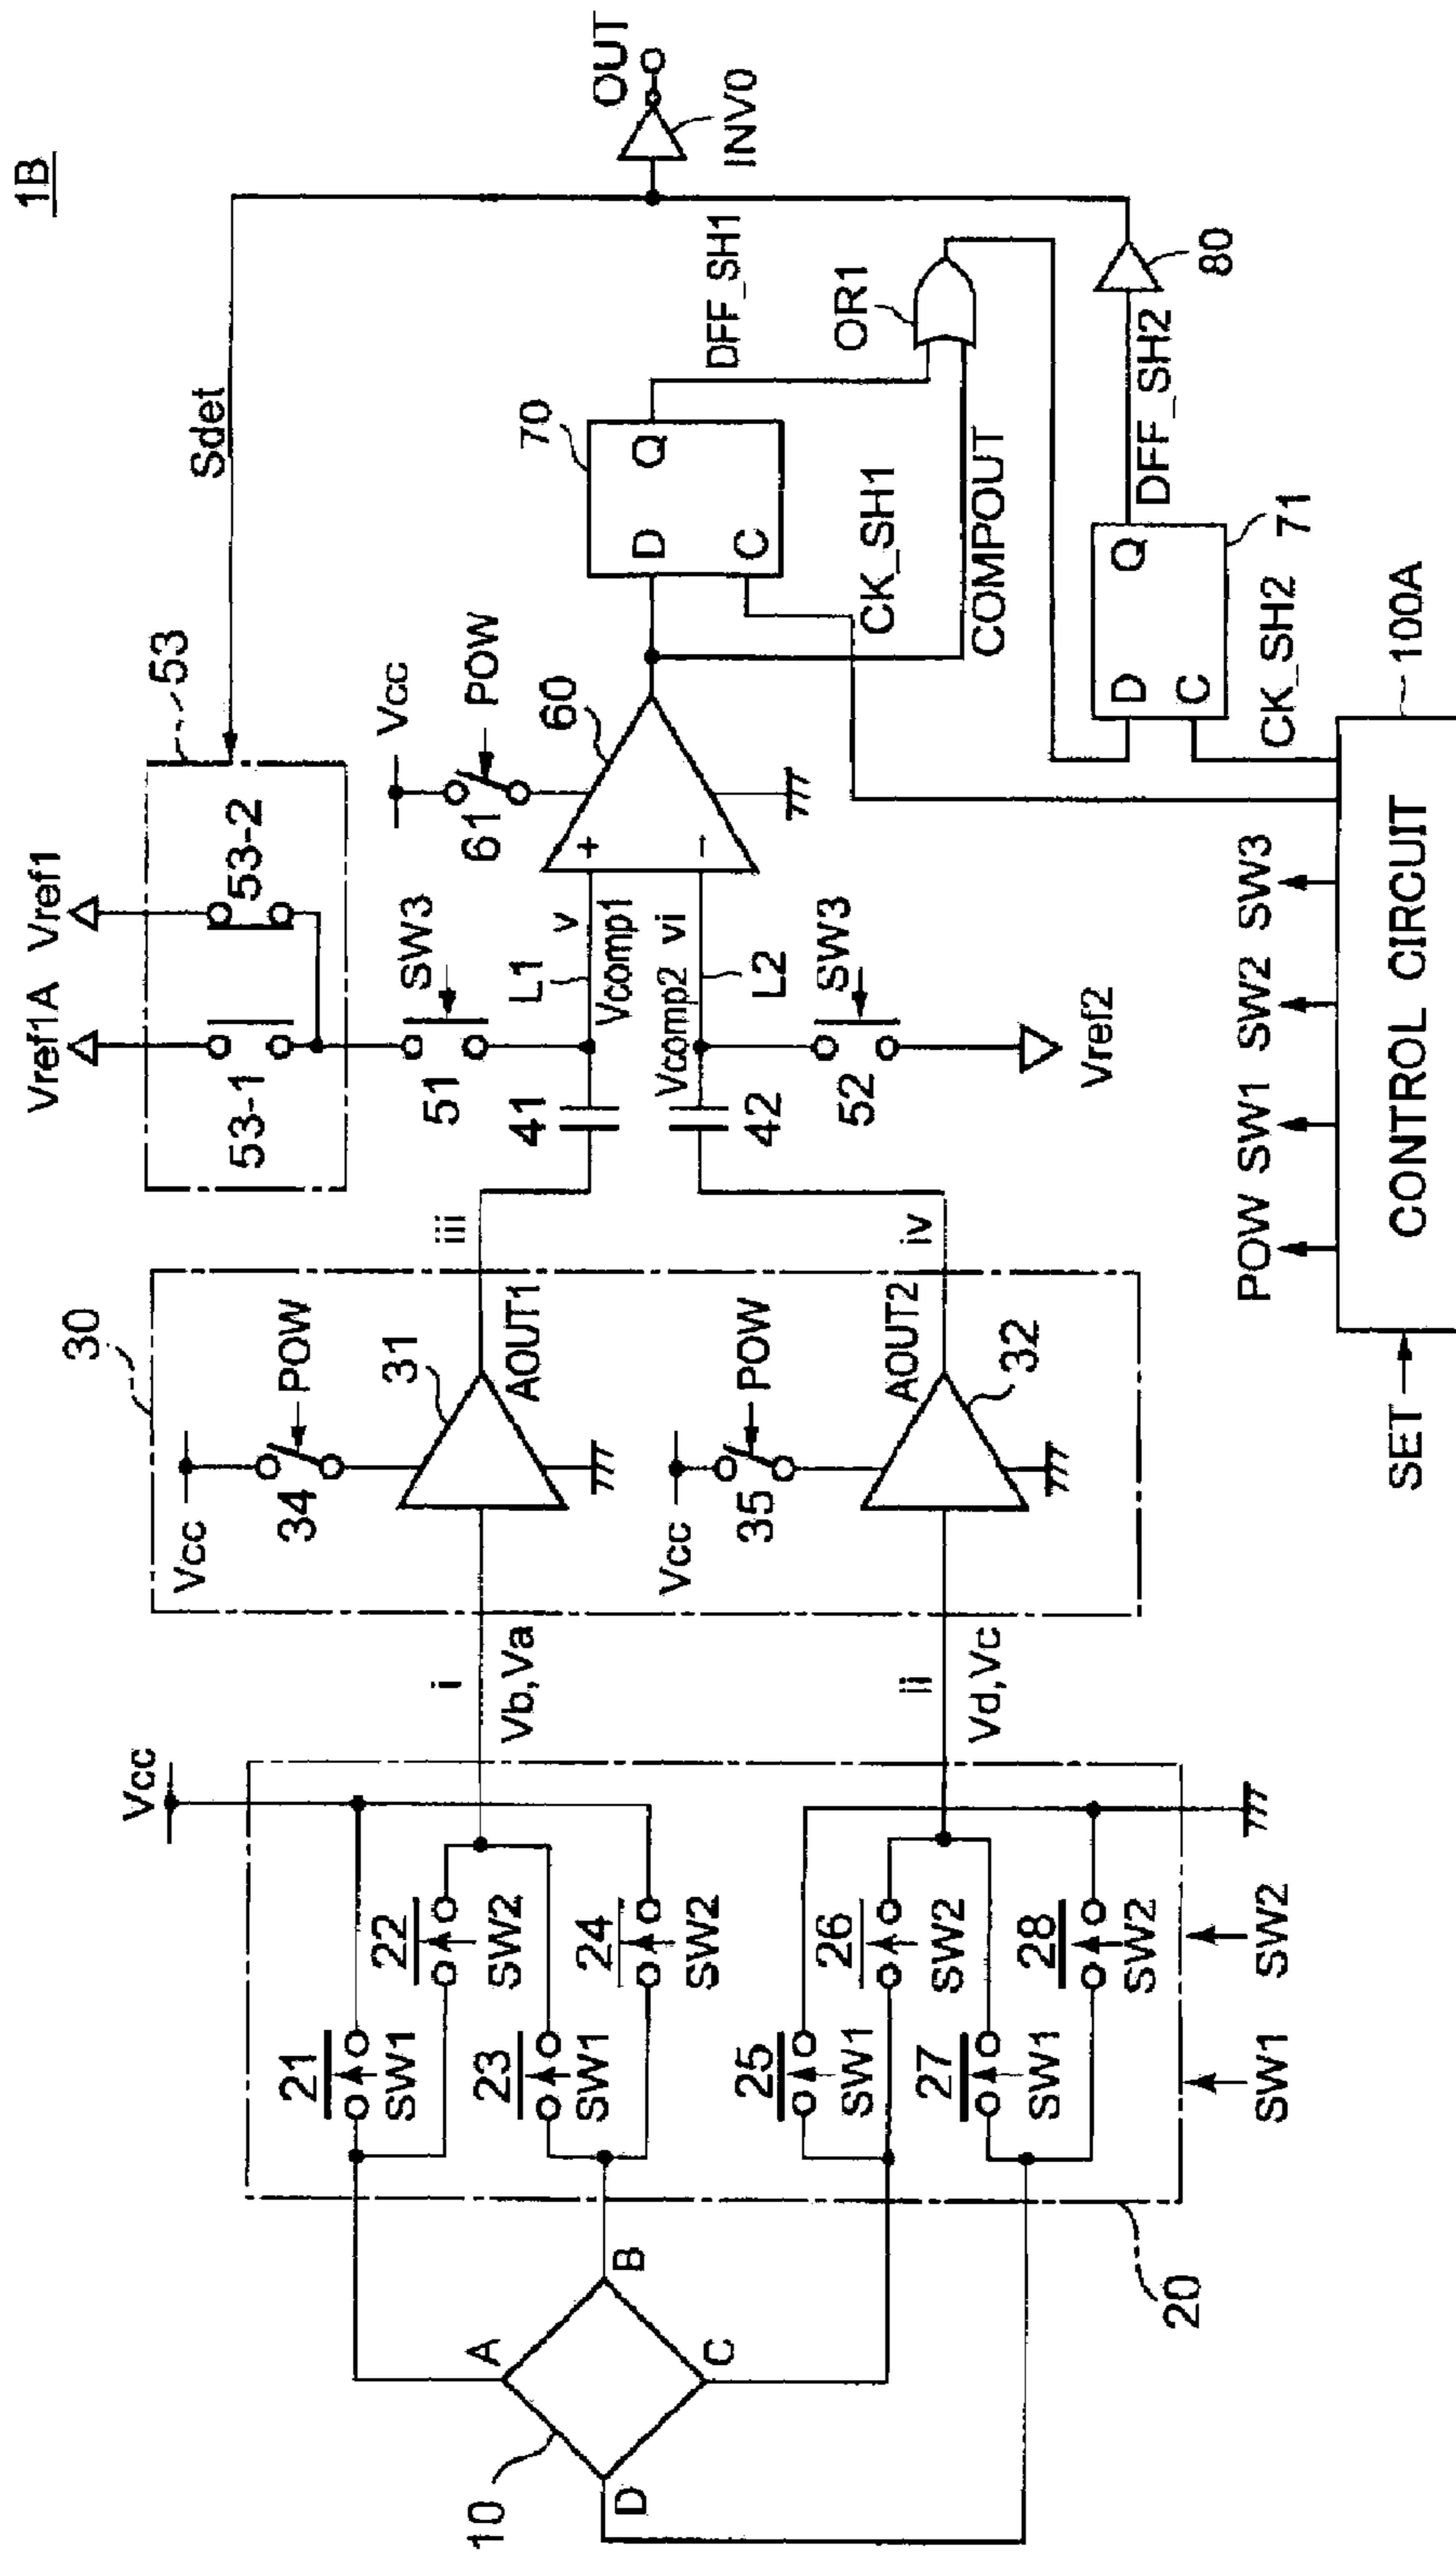 1B
Vcc
21
SW1
22
SW2
23
SW1
24
SW2
25
SW1
26
SW2
27
SW1
28
SW2
SW1
SW2
20
10
A
B
C
D
i
Vb,Va
ii
Vd,Vc
30
Vcc
34
POW
31
AOUT1
Vcc
35
POW
AOUT2
32
iii
iv
Vref1A
Vref1
53-1
53-2
53
Sdet
51
SW3
41
L1
v
Vcomp1
Vcomp2
vi
L2
42
52
SW3
Vref2
Vcc
61
POW
60
+
−
70
D
Q
C
DFF_SH1
CK_SH1
COMPOUT
OR1
D
Q
C
71
DFF_SH2
CK_SH2
80
INV0
OUT
SET
POW
SW1
SW2
SW3
CONTROL CIRCUIT
100A